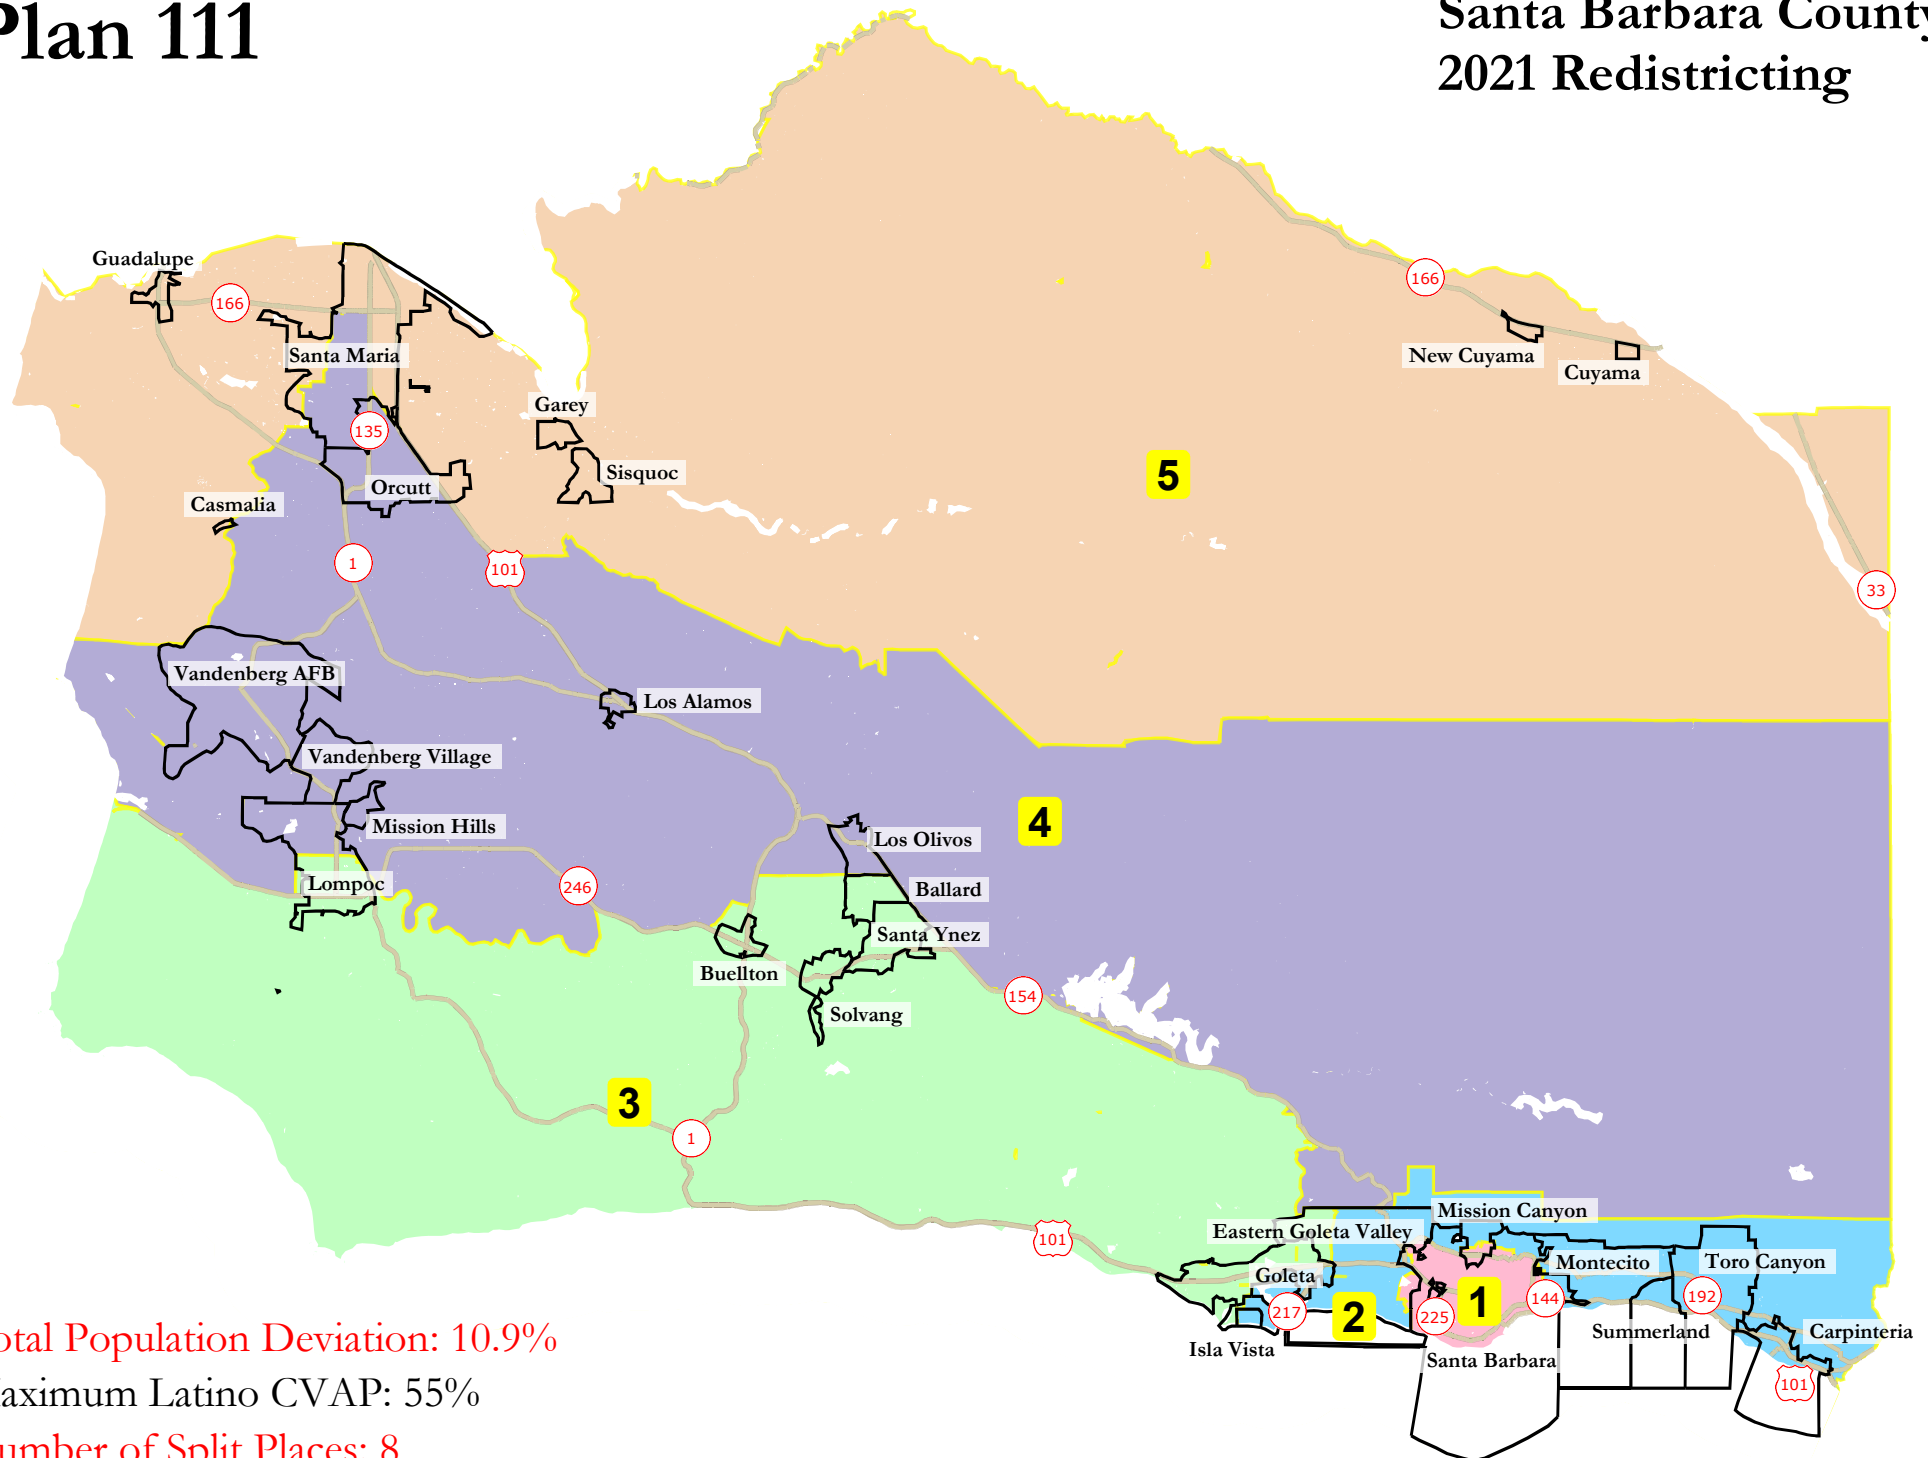 Plan 111
Santa Barbara County
2021 Redistricting
Guadalupe
166
Santa Maria
135
Garey
Sisquoc
Orcutt
Casmalia
1
101
5
166
New Cuyama
Cuyama
33
Vandenberg AFB
Los Alamos
Vandenberg Village
Mission Hills
Lompoc
246
4
Los Olivos
Ballard
Santa Ynez
Buellton
Solvang
154
3
1
101
Mission Canyon
Eastern Goleta Valley
Goleta
Montecito
Toro Canyon
217
2
225
1
144
192
Isla Vista
Santa Barbara
Summerland
Carpinteria
101
otal Population Deviation: 10.9%
aximum Latino CVAP: 55%
umber of Split Places: 8